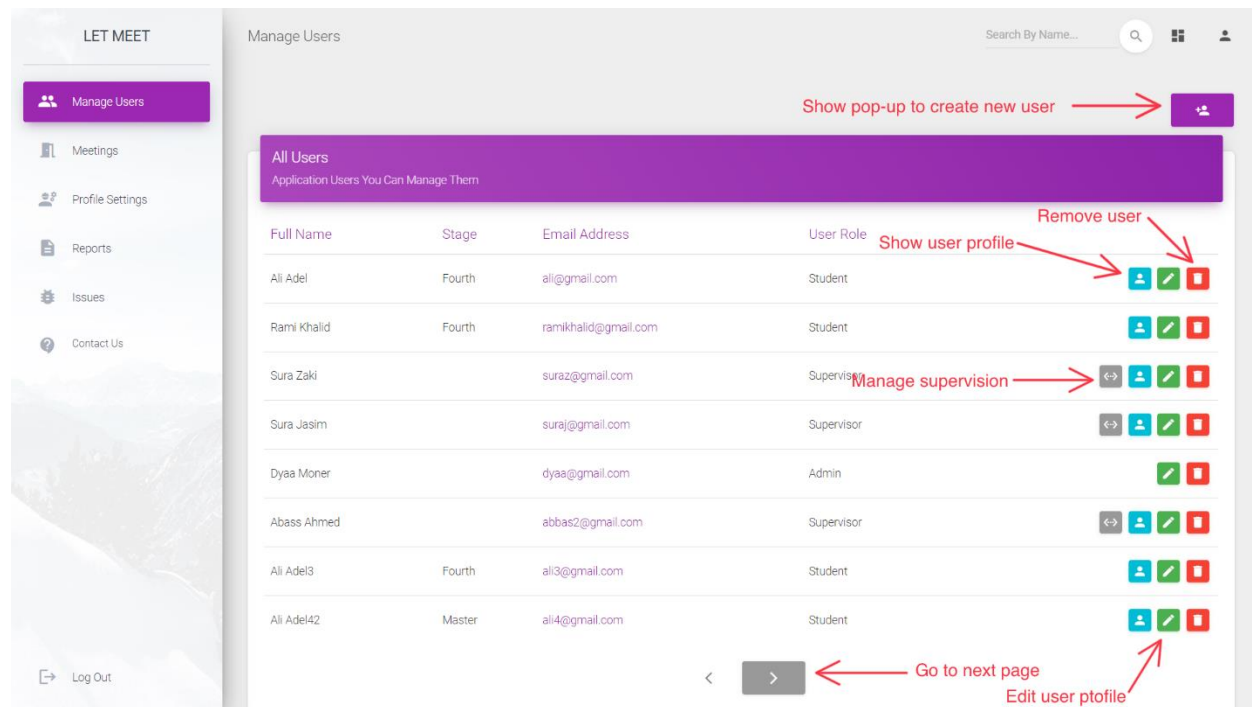 LET MEET
Manage Users
Search By Name...
Manage Users
Show pop-up to create new user
Meetings
All Users
Application Users You Can Manage Them
Profile Settings
Remove user
Full Name Stage Email Address User Role
Show user profile
Reports
Ali Adel Fourth ali@gmail.com Student
Issues
Rami Khalid Fourth ramikhalid@gmail.com Student
Contact Us
Sura Zaki suraz@gmail.com Supervisor
Manage supervision
Sura Jasim suraj@gmail.com Supervisor
Dyaa Moner dyaa@gmail.com Admin
Abass Ahmed abbas2@gmail.com Supervisor
Ali Adel3 Fourth ali3@gmail.com Student
Ali Adel42 Master ali4@gmail.com Student
Log Out
Go to next page
Edit user ptofile